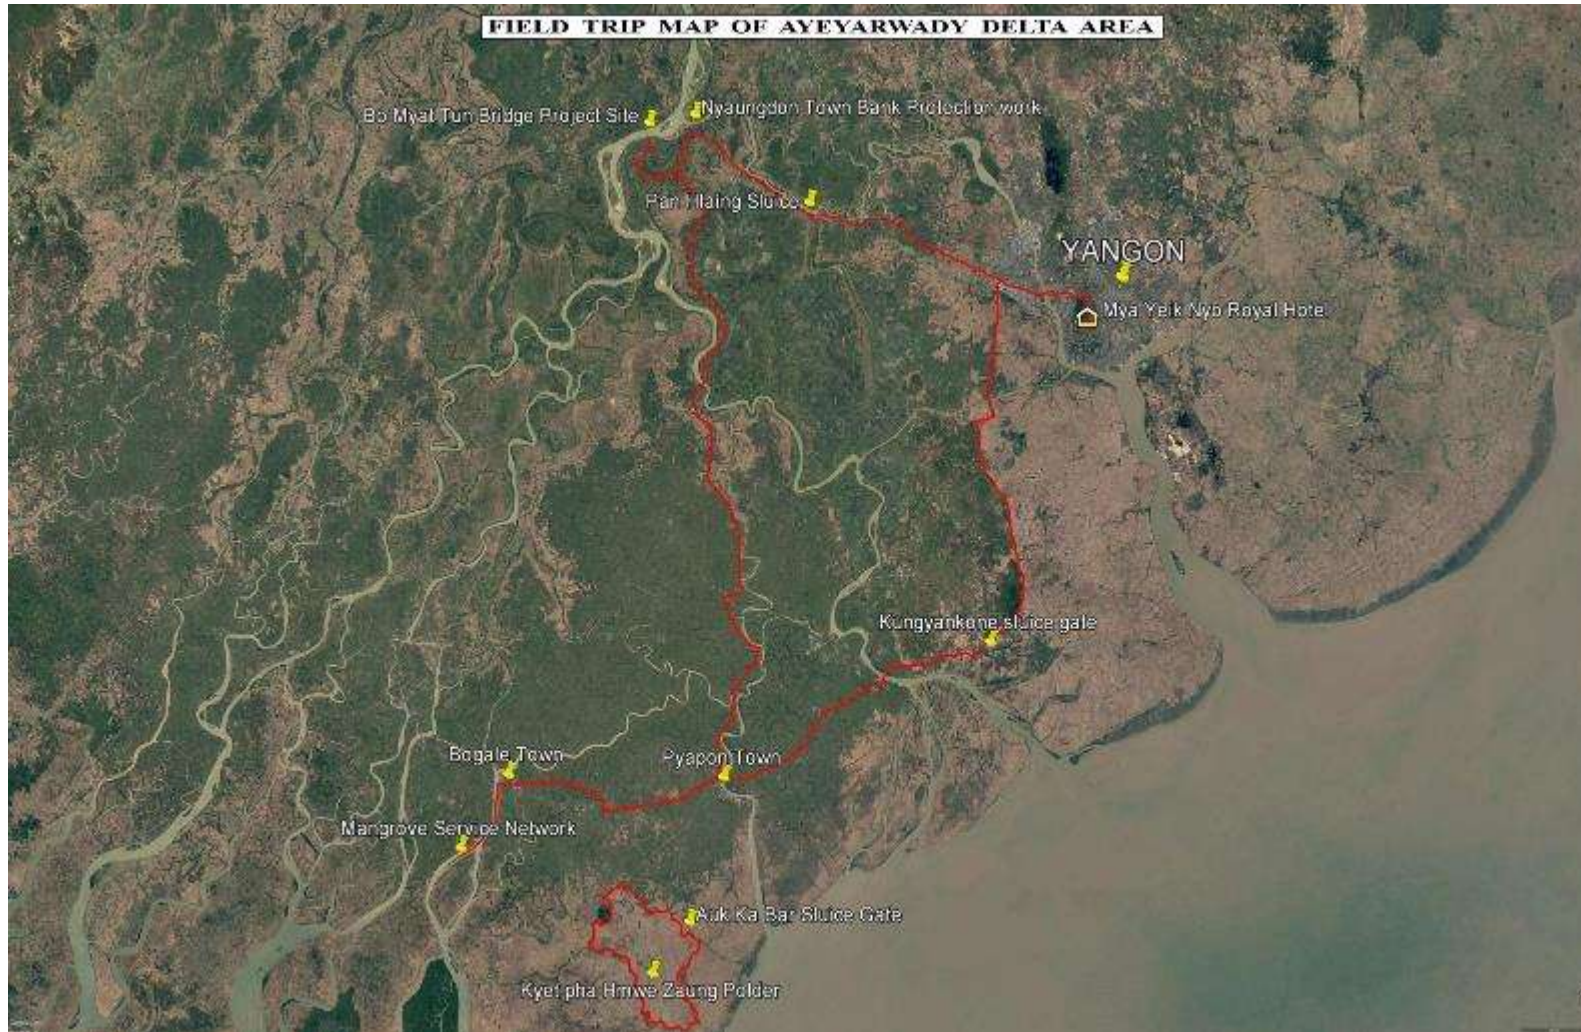 FIELD TRIP MAP OF AYEYARWADY DELTA AREA
Bo Myat Tun Bridge Project Site
Nyaungdon Town Bank Protection work
Pan Hlaing Sluice
YANGON
Mya Yeik Nyo Royal Hotel
Kungyankone sluice gate
Bogale Town
Pyapon Town
Mangrove Service Network
Auk Ka Bar Sluice Gate
Kyet pha Hmwe Zaung Polder